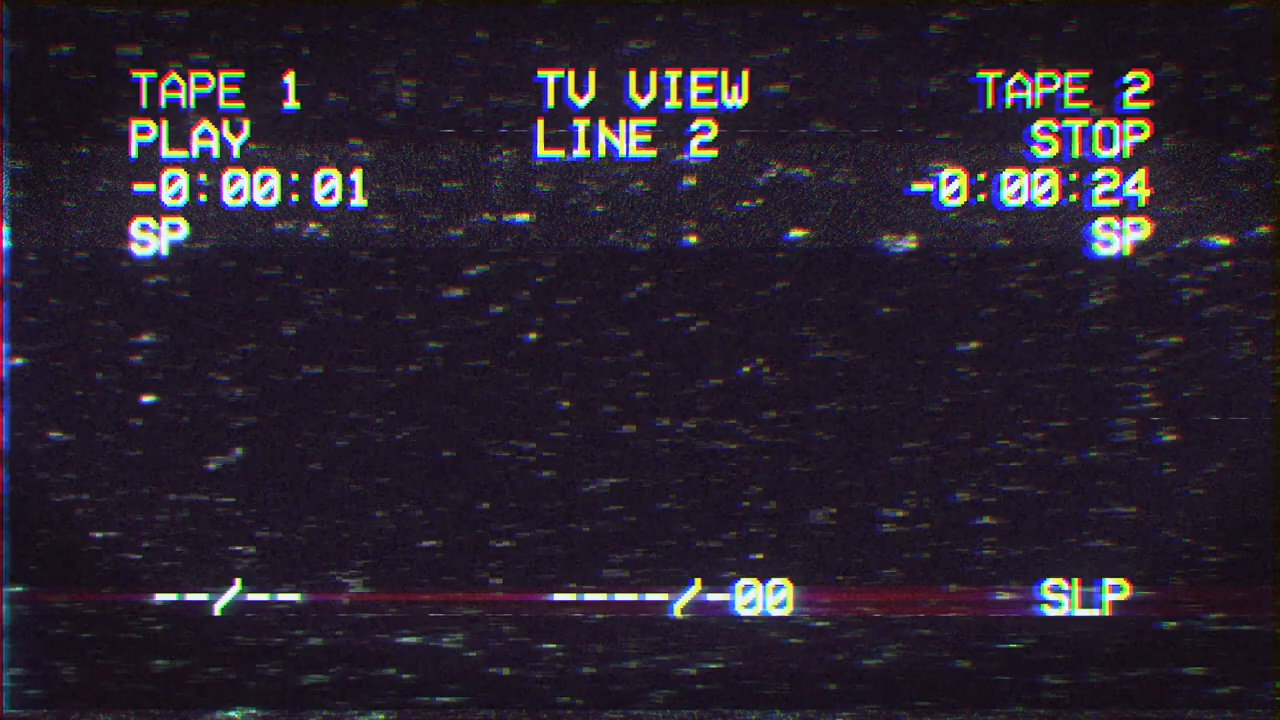 TAPE 1 TV VIEW TAPE 2
PLAY LINE 2 STOP
-0:00:01 -0:00:24
SP SP
--/-- ----/-00 SLP